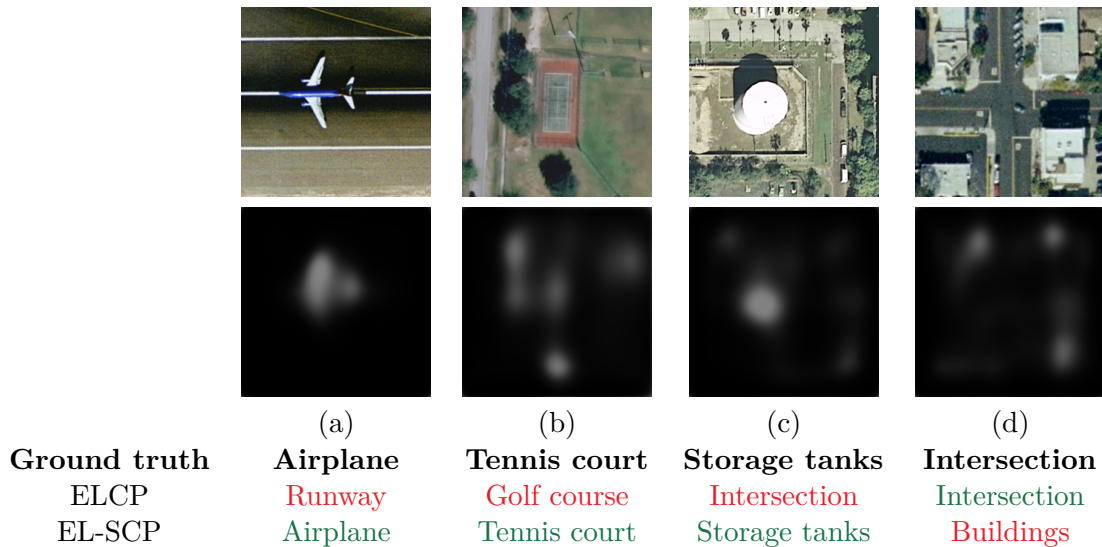 (a) (b) (c) (d)
Ground truth Airplane Tennis court Storage tanks Intersection
ELCP Runway Golf course Intersection Intersection
EL-SCP Airplane Tennis court Storage tanks Buildings